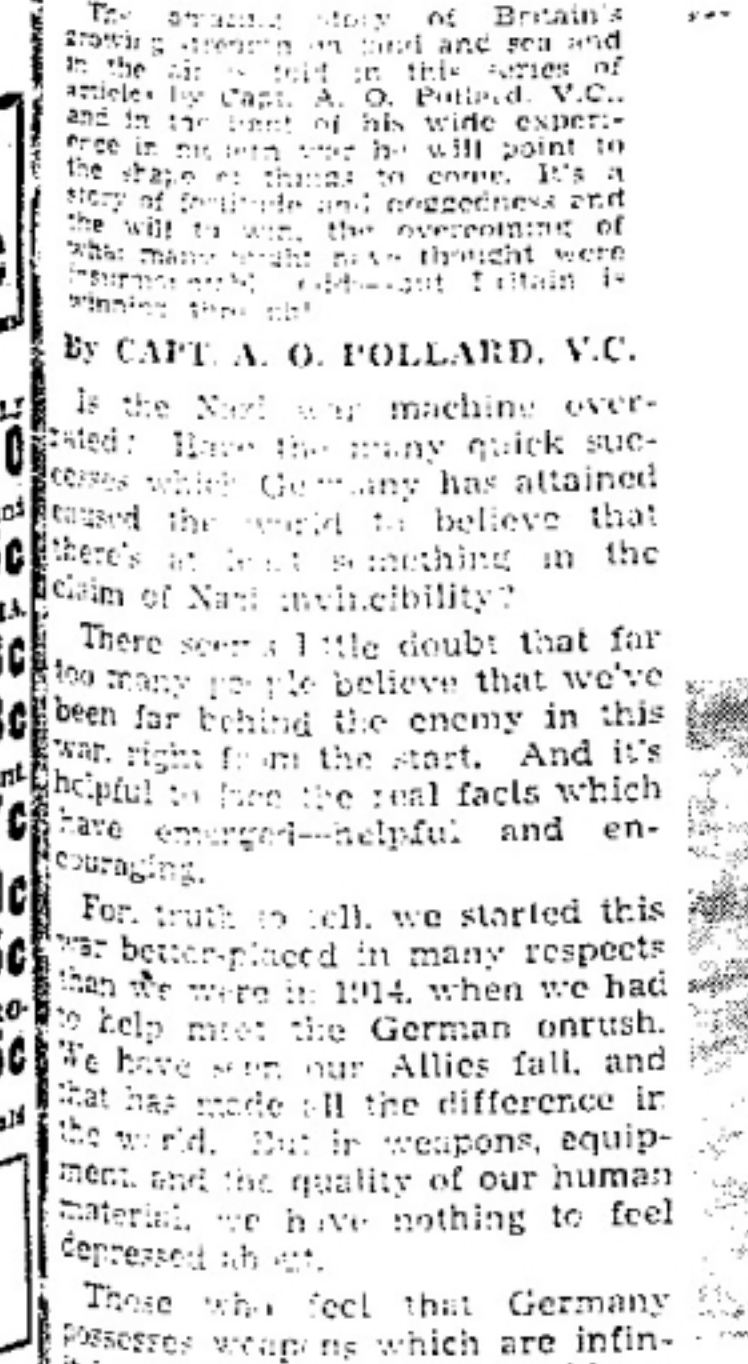 The amazing story of Britain's
growing strength on land and sea and
in the air is told in this series of
articles by Capt. A. O. Pollard, V.C.,
and in the light of his wide experi-
ence in modern war he will point to
the shape of things to come. It's a
story of fortitude and doggedness and
the will to win, the overcoming of
what many might have thought were
insurmountable odds—but Britain is
winning through!
By CAPT. A. O. POLLARD, V.C.
Is the Nazi war machine over-
rated? Have the many quick suc-
cesses which Germany has attained
caused the world to believe that
there's at least something in the
claim of Nazi invincibility?
There seems little doubt that far
too many people believe that we've
been far behind the enemy in this
war, right from the start. And it's
helpful to face the real facts which
have emerged—helpful and en-
couraging.
For, truth to tell, we started this
war better-placed in many respects
than we were in 1914, when we had
to help meet the German onrush.
We have seen our Allies fall, and
that has made all the difference in
the world. But in weapons, equip-
ment, and the quality of our human
material, we have nothing to feel
depressed about.
Those who feel that Germany
possesses weapons which are infin-